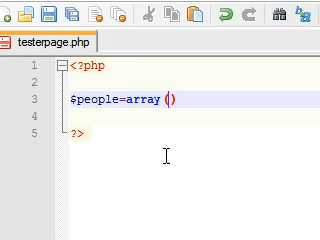 testerpage.php
1 <?php
2
3 $people=array()
4
5 ?>